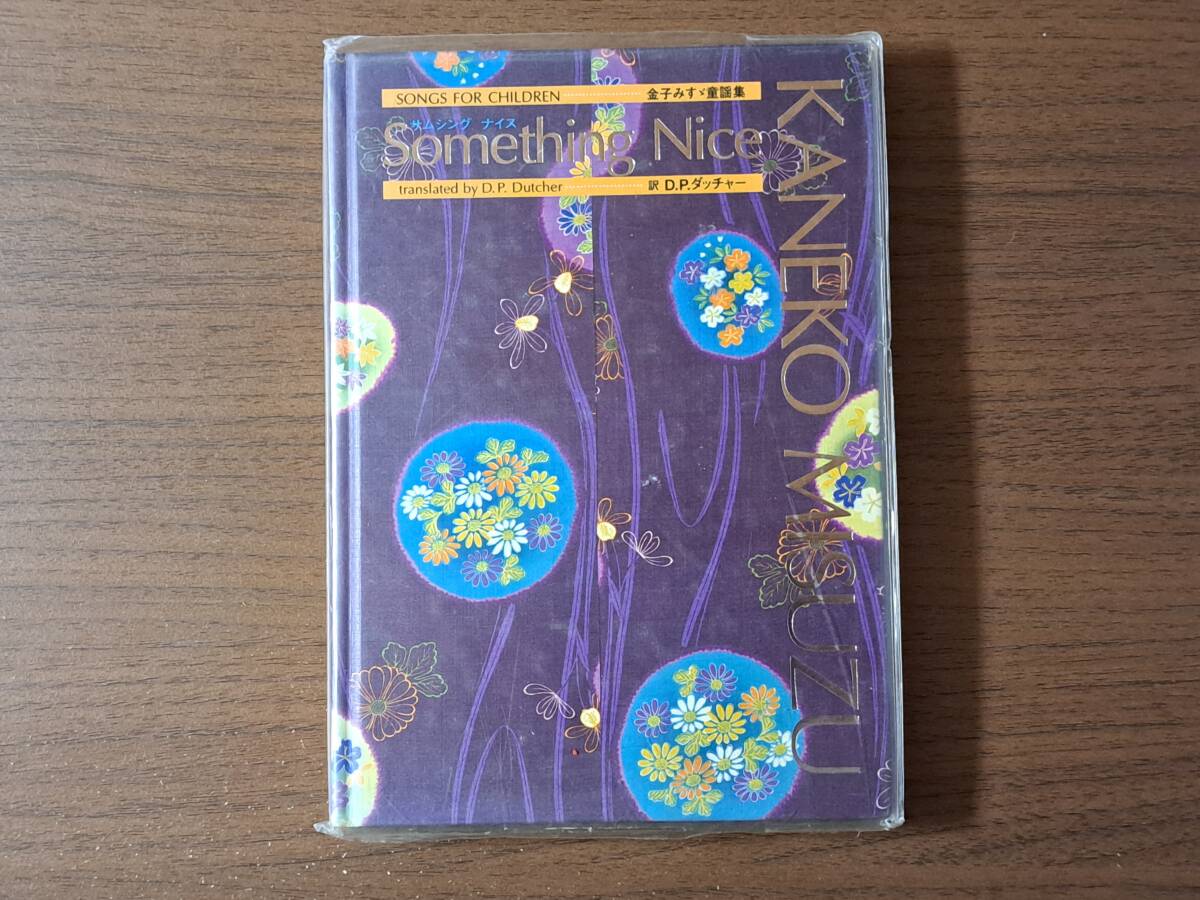 SONGS FOR CHILDREN ………………… 金子みすゞ童謡集
サムシング ナイス
Something Nice
translated by D. P. Dutcher ………………… 訳 D.P.ダッチャー
KANEKO MISUZU